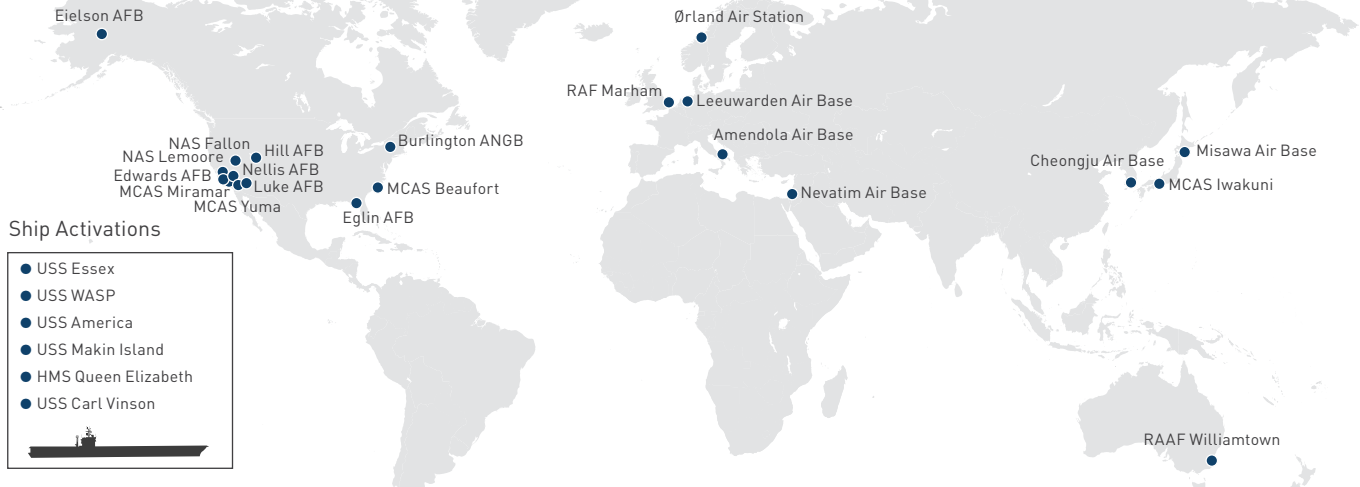 Eielson AFB
Ørland Air Station
RAF Marham
Leeuwarden Air Base
Amendola Air Base
Burlington ANGB
NAS Fallon
Hill AFB
NAS Lemoore
Nellis AFB
Edwards AFB
Luke AFB
MCAS Miramar
MCAS Yuma
MCAS Beaufort
Eglin AFB
Nevatim Air Base
Cheongju Air Base
Misawa Air Base
MCAS Iwakuni
RAAF Williamtown
Ship Activations
USS Essex
USS WASP
USS America
USS Makin Island
HMS Queen Elizabeth
USS Carl Vinson